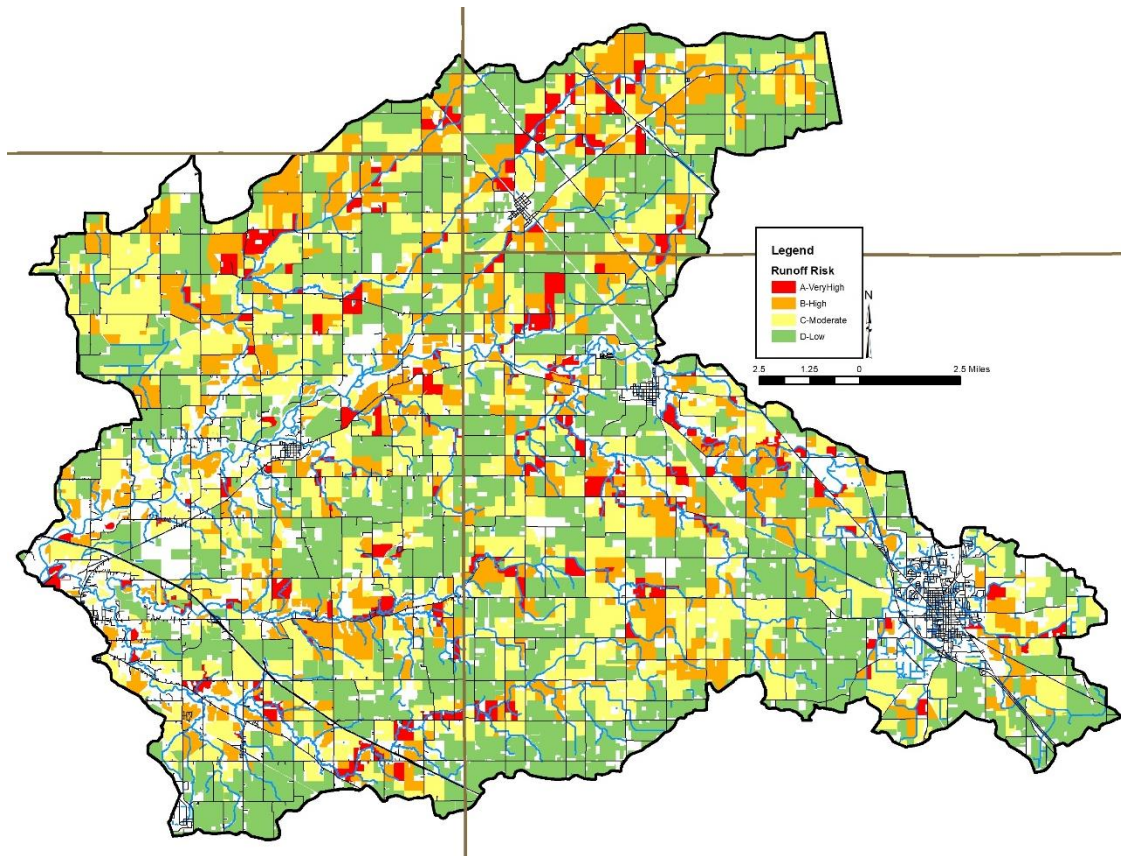 Legend
Runoff Risk
A-VeryHigh
B-High
C-Moderate
D-Low
N
2.5 1.25 0 2.5 Miles